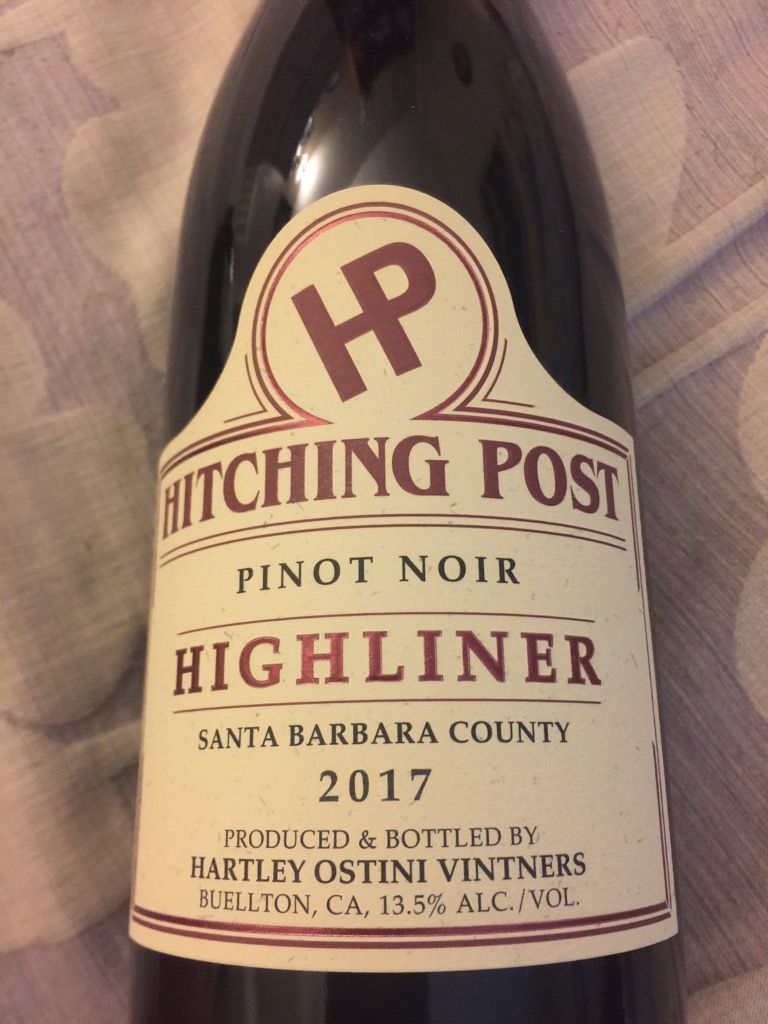 HP
HITCHING POST
PINOT NOIR
HIGHLINER
SANTA BARBARA COUNTY
2017
PRODUCED & BOTTLED BY
HARTLEY OSTINI VINTNERS
BUELLTON, CA, 13.5% ALC./VOL.